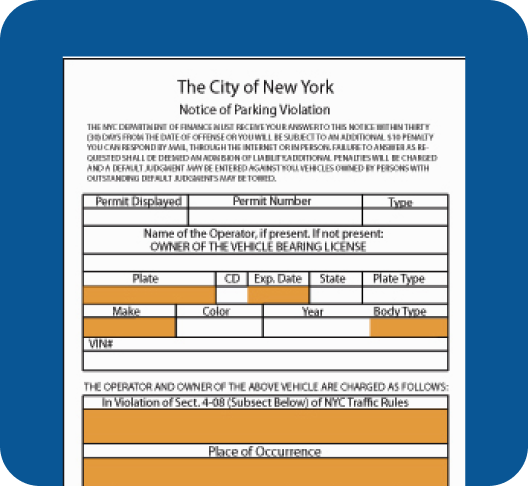 The City of New York
Notice of Parking Violation
THE NYC DEPARTMENT OF FINANCE MUST RECEIVE YOUR ANSWER TO THIS NOTICE WITHIN THIRTY
(30) DAYS FROM THE DATE OF OFFENSE OR YOU WILL BE SUBJECT TO AN ADDITIONAL $10 PENALTY
YOU CAN RESPOND BY MAIL, THROUGH THE INTERNET OR IN PERSON. FAILURE TO ANSWER AS RE-
QUESTED SHALL BE DEEMED AN ADMISION OF LIABILITY. ADDITIONAL PENALTIES WILL BE CHARGED
AND A DEFAULT JUDGMENT MAY BE ENTERED AGAINST YOU. VEHICLES OWNED BY PERSONS WITH
OUTSTANDING DEFAULT JUDGMENTS MAY BE TOWED.
Permit Displayed Permit Number Type
Name of the Operator, if present. If not present:
OWNER OF THE VEHICLE BEARING LICENSE
Plate CD Exp. Date State Plate Type
Make Color Year Body Type
VIN#
THE OPERATOR AND OWNER OF THE ABOVE VEHICLE ARE CHARGED AS FOLLOWS:
In Violation of Sect. 4-08 (Subsect Below) of NYC Traffic Rules
Place of Occurrence